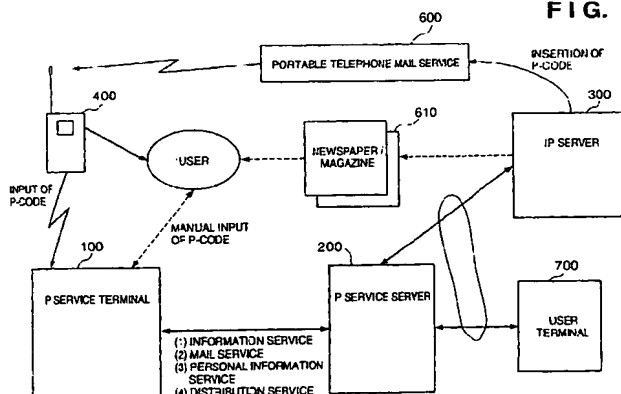 FIG.
600
PORTABLE TELEPHONE MAIL SERVICE
INSERTION OF
P-CODE
400
300
610
IP SERVER
USER
NEWSPAPER /
MAGAZINE
INPUT OF
P-CODE
MANUAL INPUT
OF P-CODE
100
200
700
P SERVICE TERMINAL
P SERVICE SERVER
USER
TERMINAL
(1) INFORMATION SERVICE
(2) MAIL SERVICE
(3) PERSONAL INFORMATION
SERVICE
(4) DISTRIBUTION SERVICE